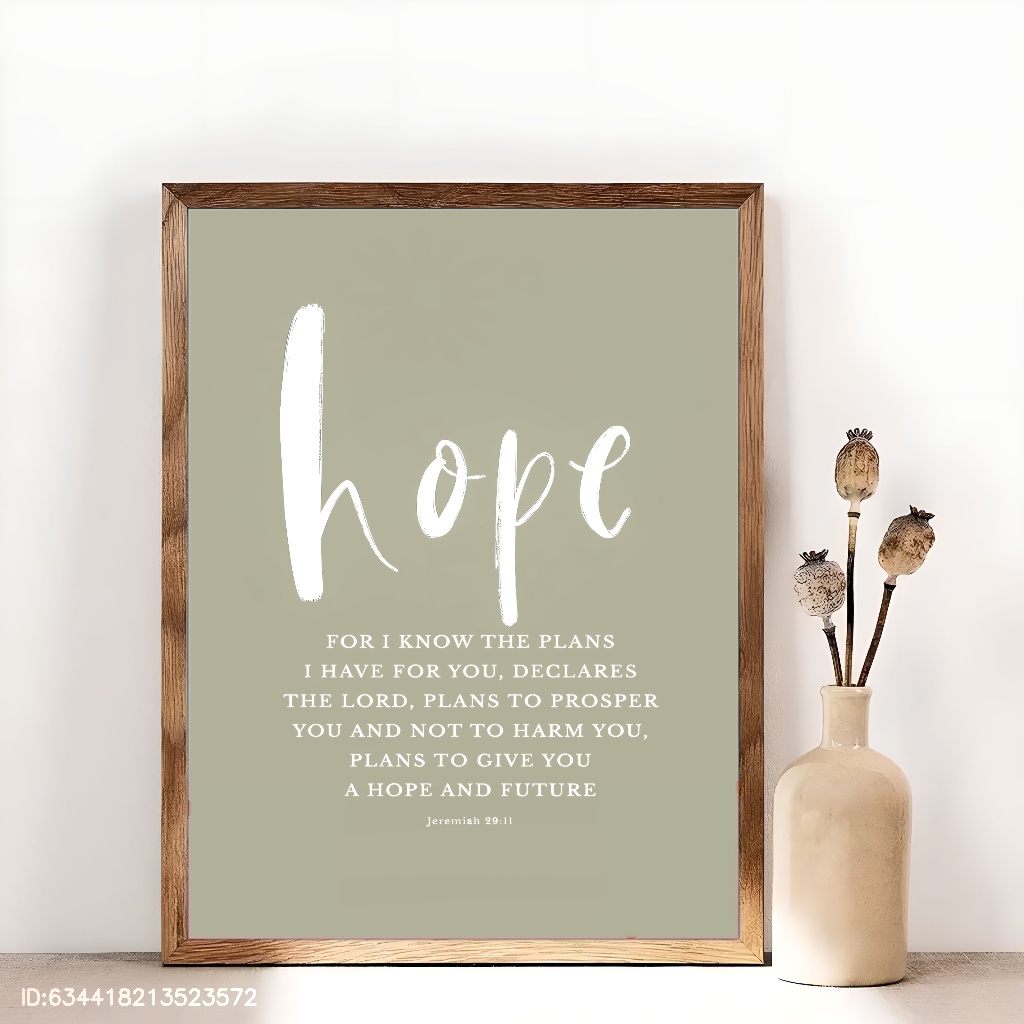 hope
FOR I KNOW THE PLANS
I HAVE FOR YOU, DECLARES
THE LORD, PLANS TO PROSPER
YOU AND NOT TO HARM YOU,
PLANS TO GIVE YOU
A HOPE AND FUTURE
Jeremiah 29:11
ID:634418213523572